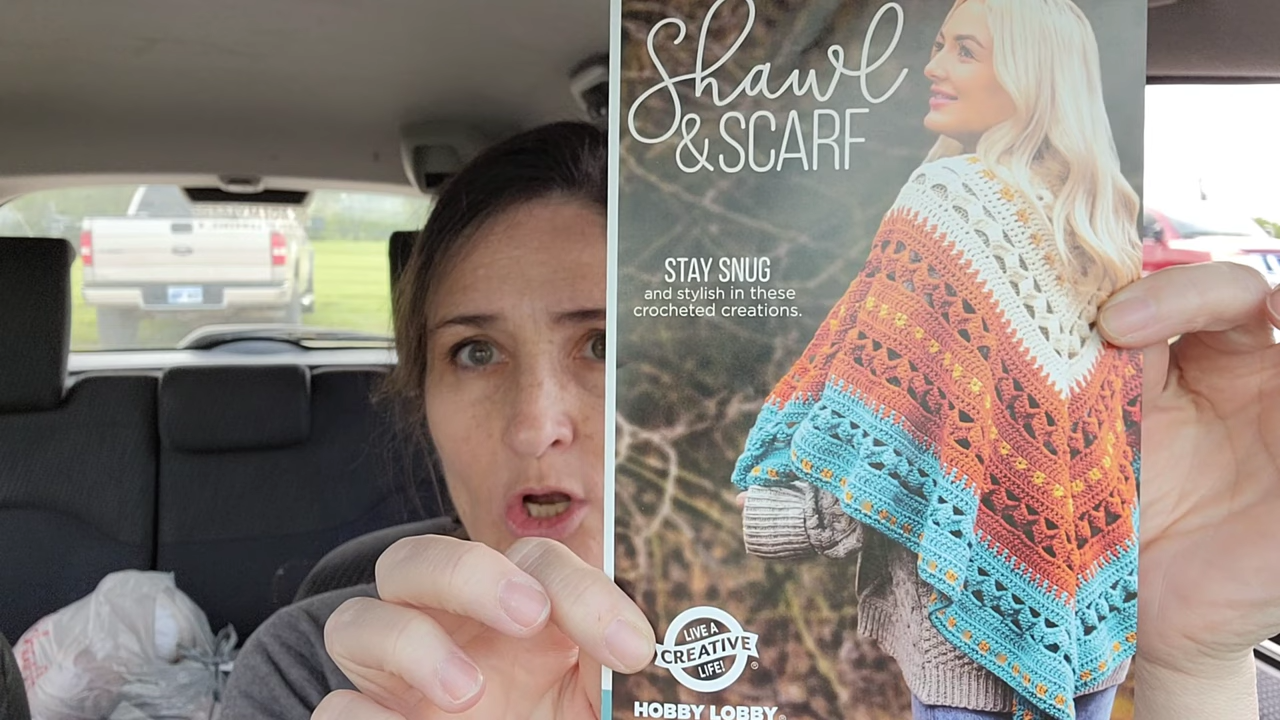 Shawl
& SCARF
STAY SNUG
and stylish in these
crocheted creations.
LIVE A
CREATIVE
LIFE!
®
HOBBY LOBBY®